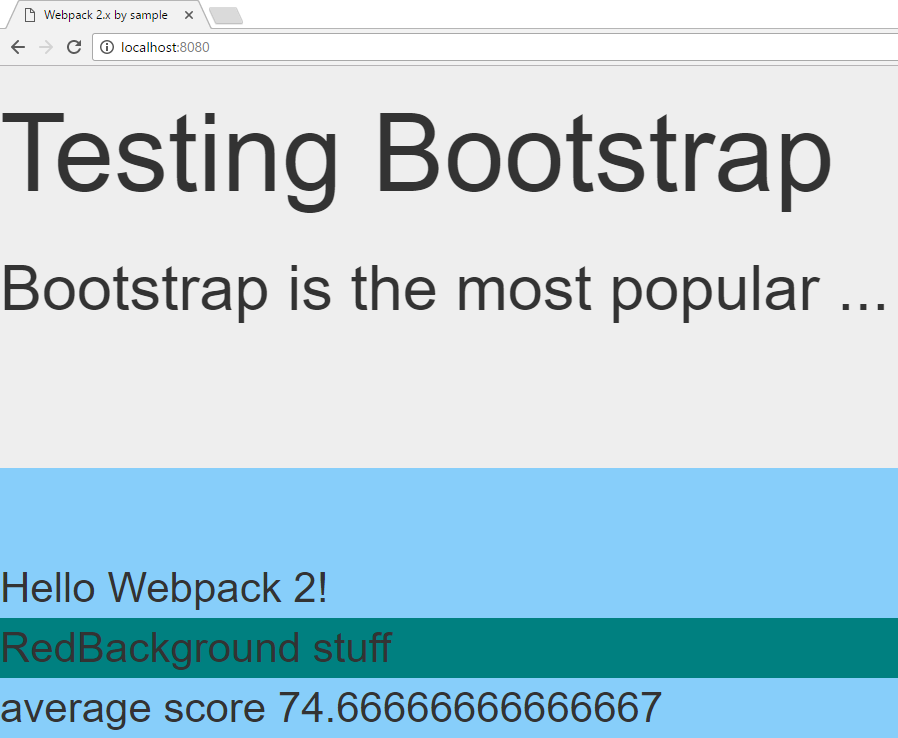 Webpack 2.x by sample
localhost:8080
Testing Bootstrap
Bootstrap is the most popular ...
Hello Webpack 2!
RedBackground stuff
average score 74.66666666666667